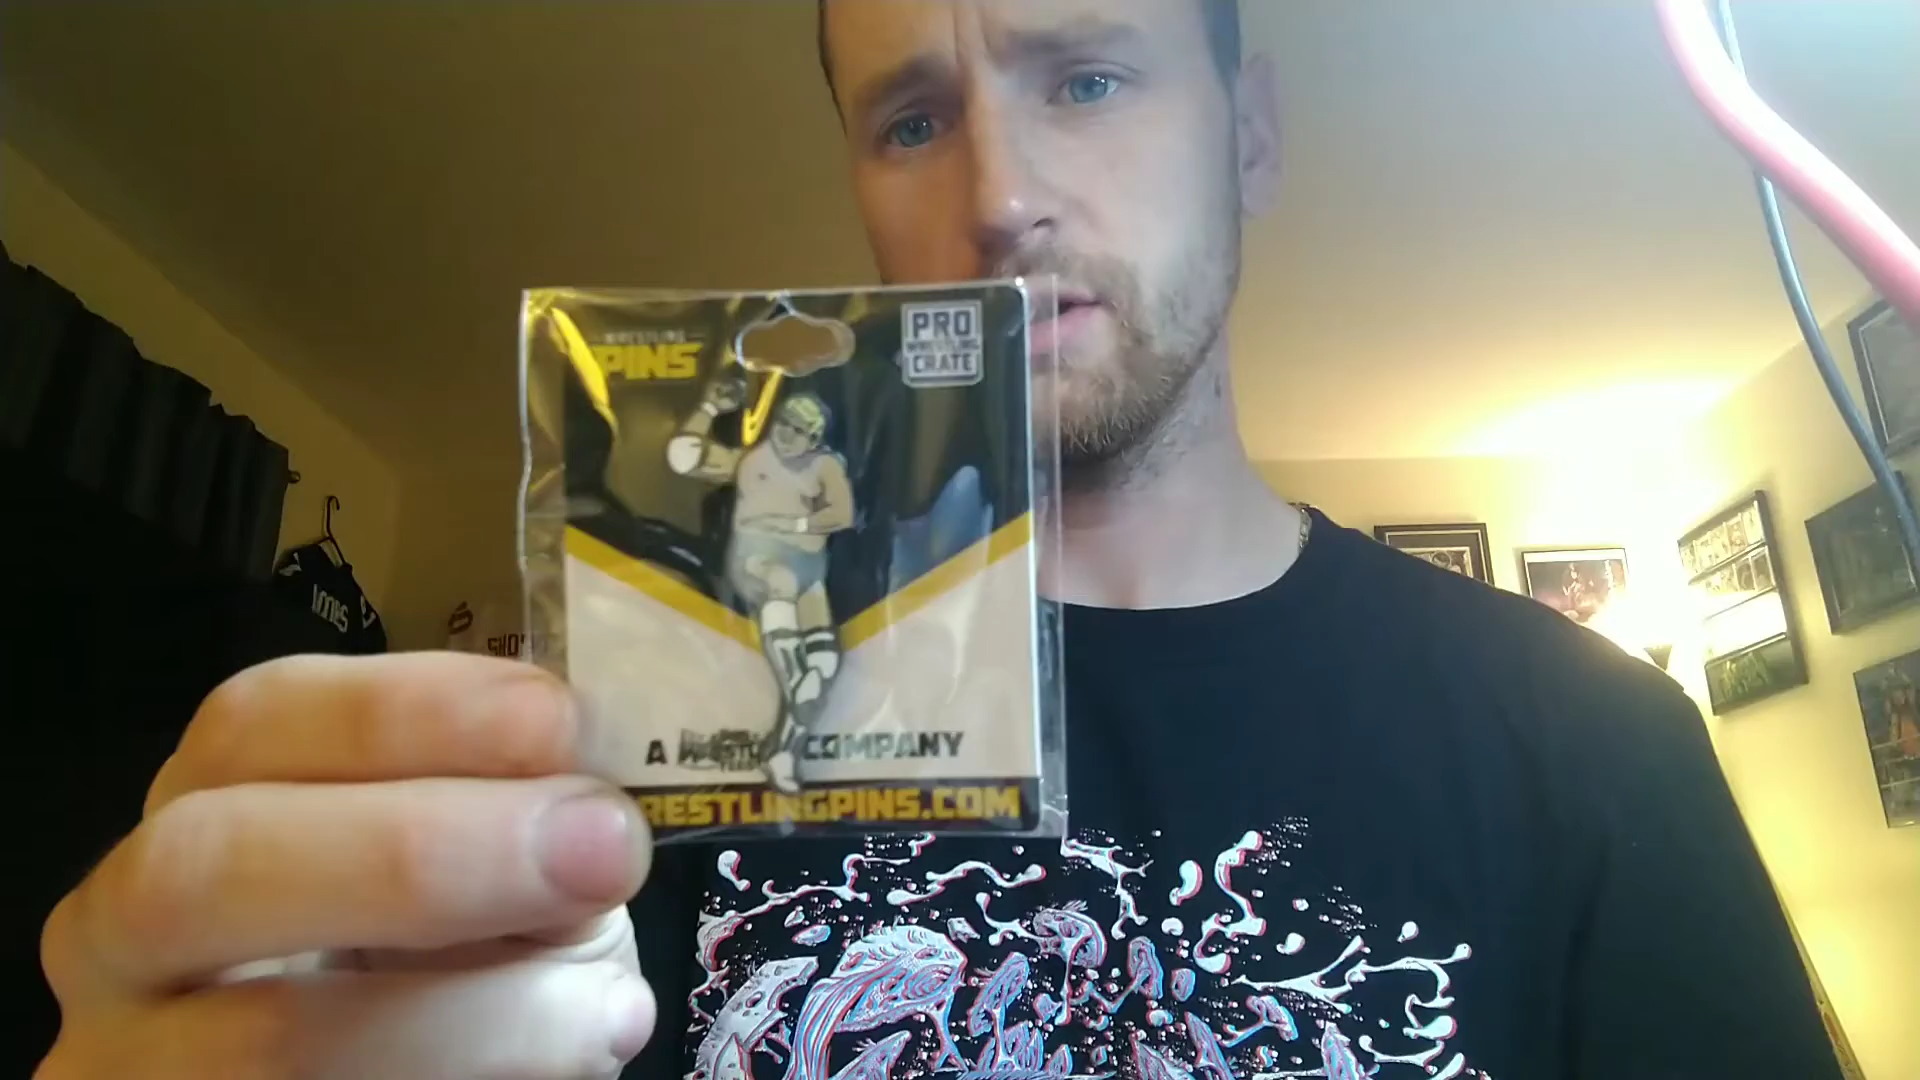 WRESTLING
PINS
PRO
WRESTLING
CRATE
A
COMPANY
RESTLINGPINS.COM